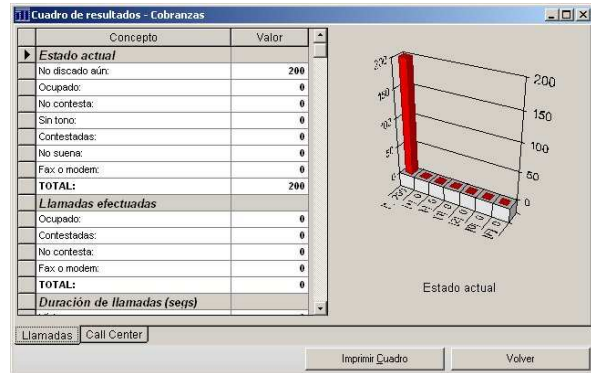 Cuadro de resultados - Cobranzas
Concepto Valor
Estado actual
No discado aún: 200
Ocupado: 0
No contesta: 0
Sin tono: 0
Contestadas: 0
No suena: 0
Fax o modem: 0
TOTAL: 200
Llamadas efectuadas
Ocupado: 0
Contestadas: 0
No contesta: 0
Fax o modem: 0
TOTAL: 0
Duración de llamadas (segs)
200
150
100
50
0
Estado actual
Llamadas Call Center
Imprimir Cuadro Volver